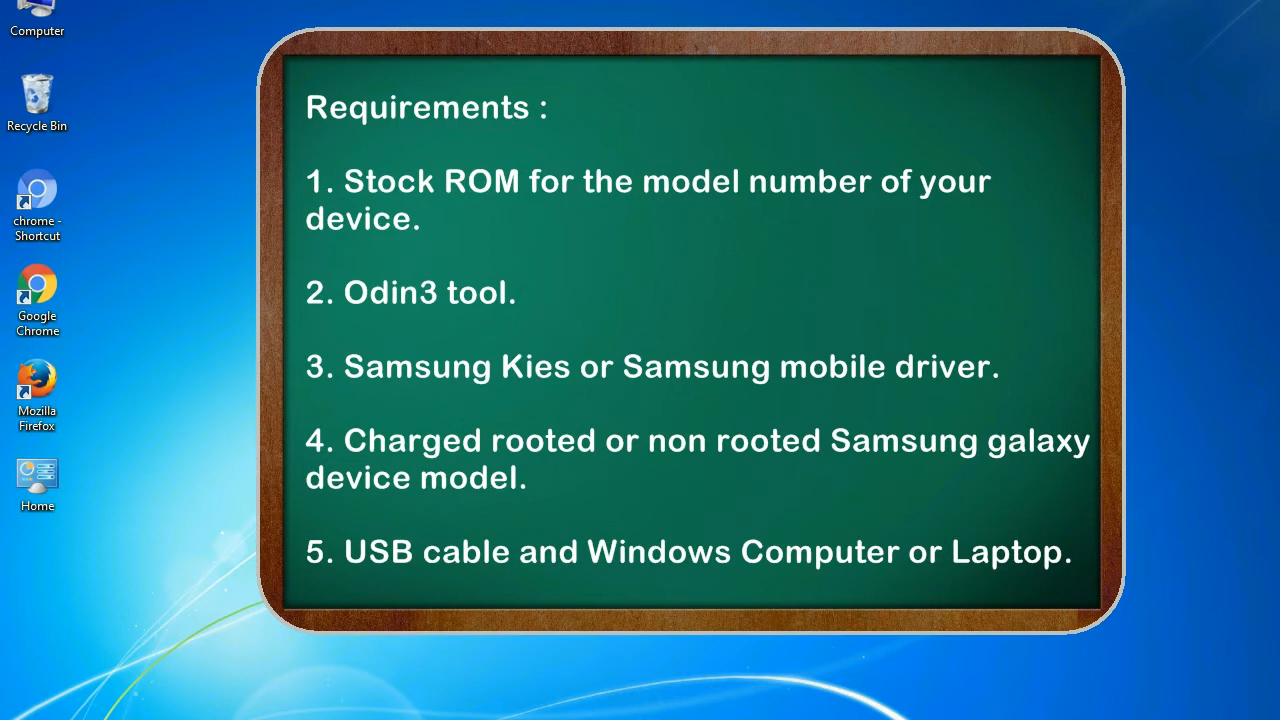 Computer
Recycle Bin
chrome -
Shortcut
Google
Chrome
Mozilla
Firefox
Home
Requirements :
1. Stock ROM for the model number of your
device.
2. Odin3 tool.
3. Samsung Kies or Samsung mobile driver.
4. Charged rooted or non rooted Samsung galaxy
device model.
5. USB cable and Windows Computer or Laptop.